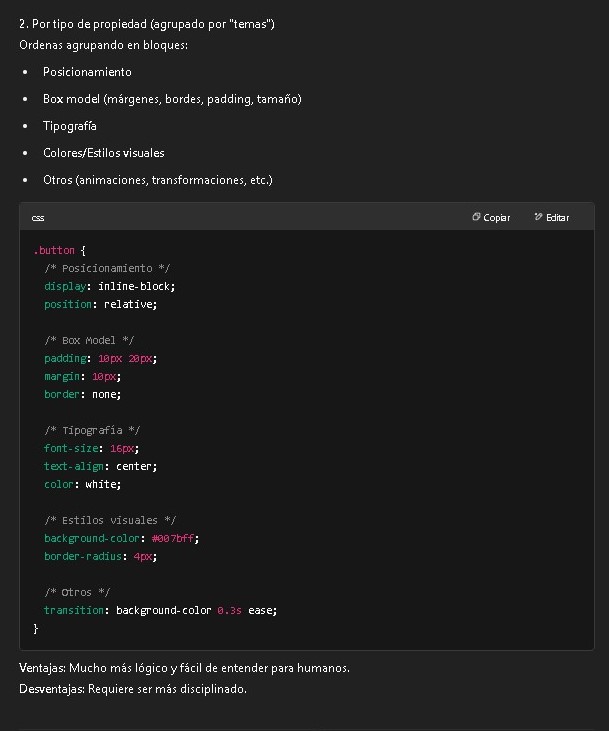 2. Por tipo de propiedad (agrupado por "temas")
Ordenas agrupando en bloques:
• Posicionamiento
• Box model (márgenes, bordes, padding, tamaño)
• Tipografía
• Colores/Estilos visuales
• Otros (animaciones, transformaciones, etc.)
css Copiar Editar
.button {
  /* Posicionamiento */
  display: inline-block;
  position: relative;

  /* Box Model */
  padding: 10px 20px;
  margin: 10px;
  border: none;

  /* Tipografía */
  font-size: 16px;
  text-align: center;
  color: white;

  /* Estilos visuales */
  background-color: #007bff;
  border-radius: 4px;

  /* Otros */
  transition: background-color 0.3s ease;
}
Ventajas: Mucho más lógico y fácil de entender para humanos.
Desventajas: Requiere ser más disciplinado.